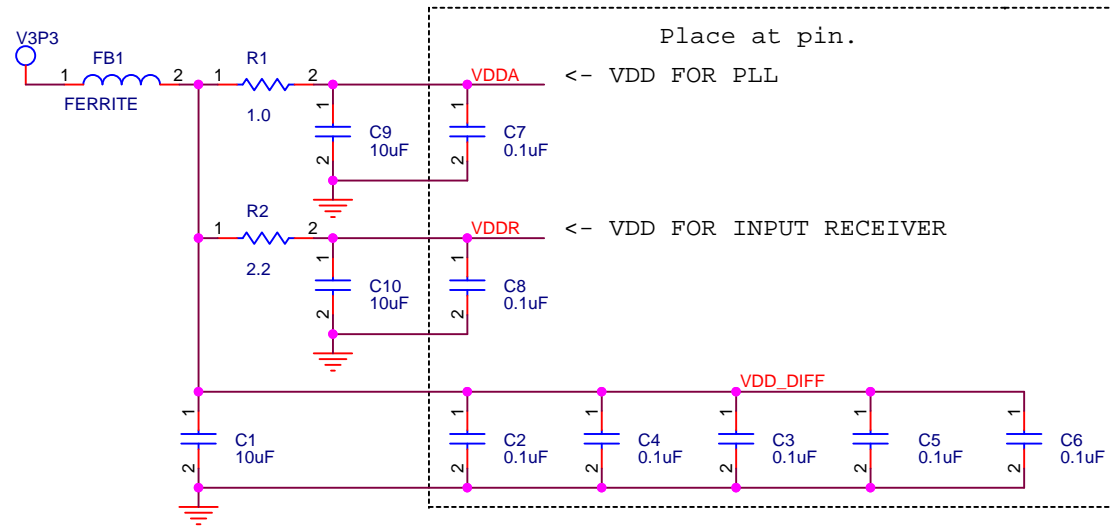 Place at pin.
V3P3
FB1
1
2
FERRITE
R1
1
2
1.0
VDDA
<- VDD FOR PLL
1
2
C9
10uF
1
2
C7
0.1uF
R2
1
2
2.2
VDDR
<- VDD FOR INPUT RECEIVER
1
2
C10
10uF
1
2
C8
0.1uF
VDD_DIFF
1
2
C1
10uF
1
2
C2
0.1uF
1
2
C4
0.1uF
1
2
C3
0.1uF
1
2
C5
0.1uF
1
2
C6
0.1uF